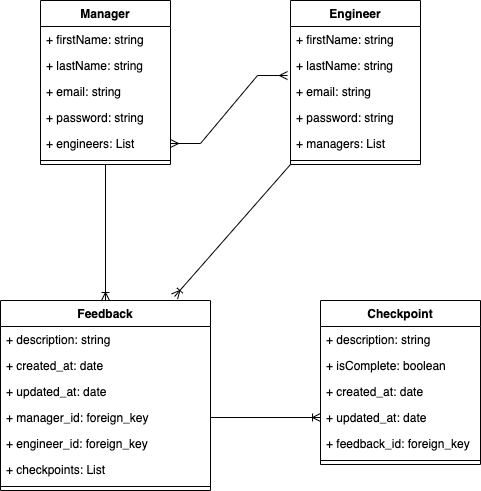 Manager
+ firstName: string
+ lastName: string
+ email: string
+ password: string
+ engineers: List
Engineer
+ firstName: string
+ lastName: string
+ email: string
+ password: string
+ managers: List
Feedback
+ description: string
+ created_at: date
+ updated_at: date
+ manager_id: foreign_key
+ engineer_id: foreign_key
+ checkpoints: List
Checkpoint
+ description: string
+ isComplete: boolean
+ created_at: date
+ updated_at: date
+ feedback_id: foreign_key